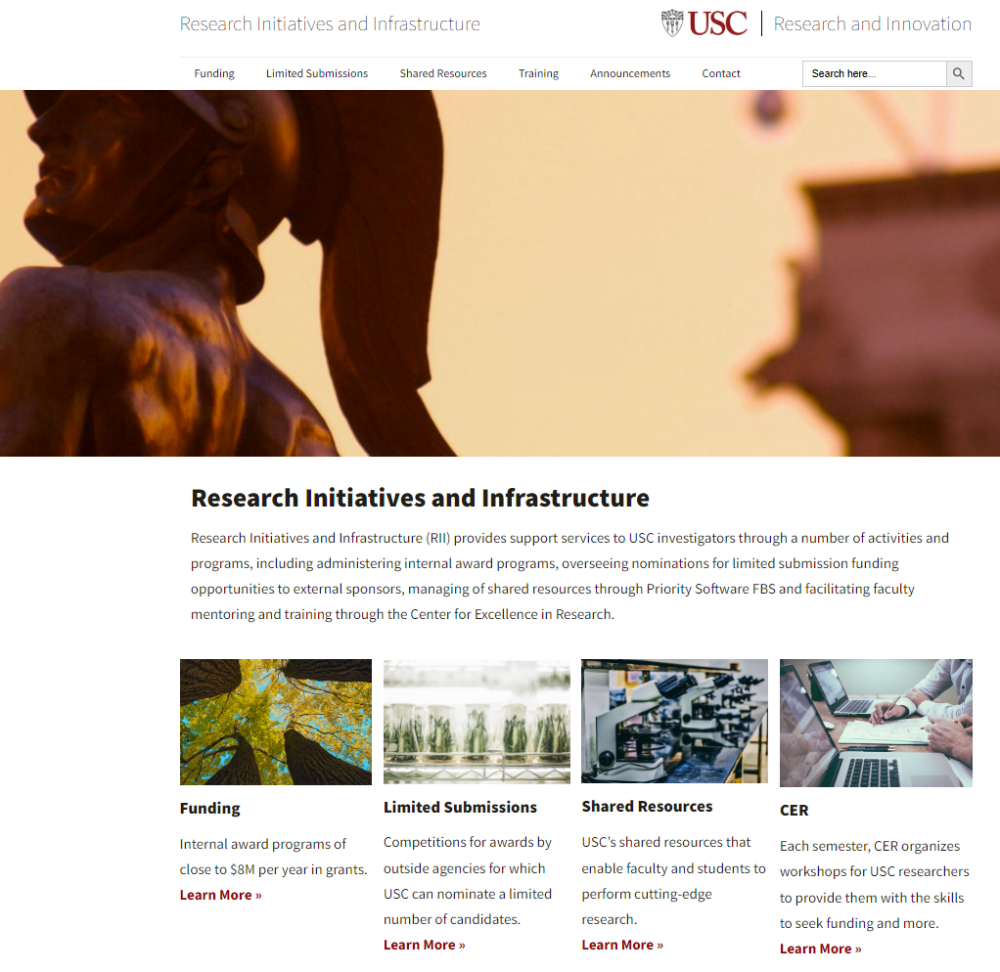 Research Initiatives and Infrastructure
USC
Research and Innovation
Funding
Limited Submissions
Shared Resources
Training
Announcements
Contact
Search here...
Research Initiatives and Infrastructure
Research Initiatives and Infrastructure (RII) provides support services to USC investigators through a number of activities and
programs, including administering internal award programs, overseeing nominations for limited submission funding
opportunities to external sponsors, managing of shared resources through Priority Software FBS and facilitating faculty
mentoring and training through the Center for Excellence in Research.
Funding
Internal award programs of
close to $8M per year in grants.
Learn More »
Limited Submissions
Competitions for awards by
outside agencies for which
USC can nominate a limited
number of candidates.
Learn More »
Shared Resources
USC’s shared resources that
enable faculty and students to
perform cutting-edge
research.
Learn More »
CER
Each semester, CER organizes
workshops for USC researchers
to provide them with the skills
to seek funding and more.
Learn More »